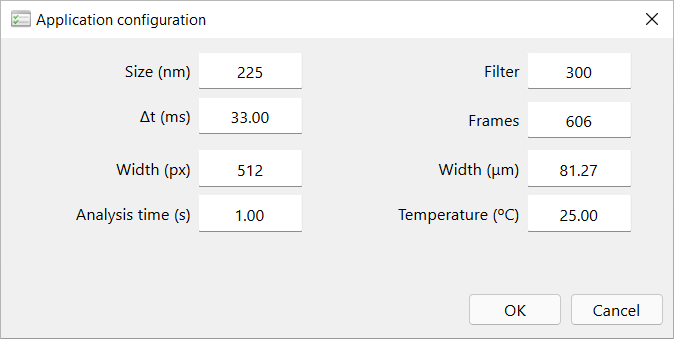 Application configuration
Size (nm) 225 Filter 300
Δt (ms) 33.00 Frames 606
Width (px) 512 Width (μm) 81.27
Analysis time (s) 1.00 Temperature (ºC) 25.00
OK Cancel